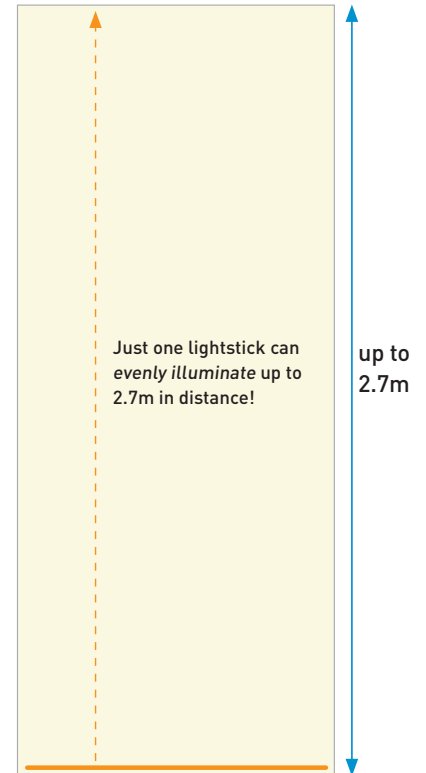 Just one lightstick can
evenly illuminate up to
2.7m in distance!
up to
2.7m